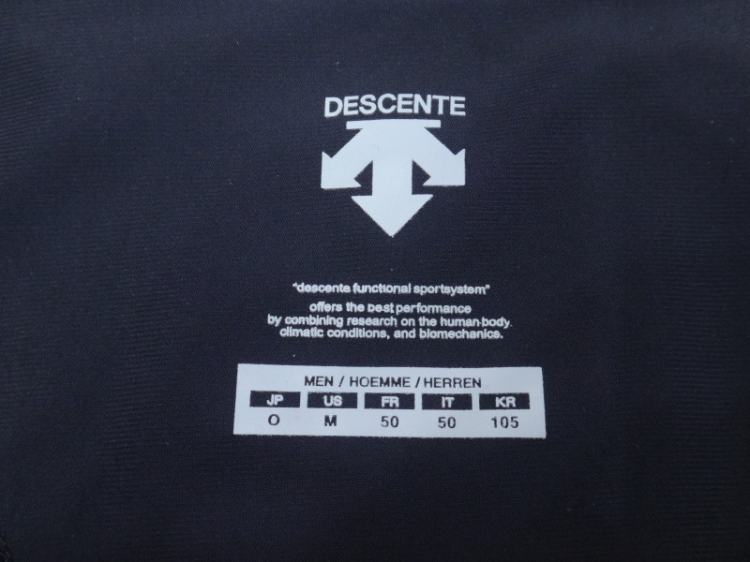 DESCENTE
"descente functional sportsystem"
offers the best performance
by combining research on the human-body.
climatic conditions, and biomechanics.
MEN / HOEMME / HERREN
JP US FR IT KR
O M 50 50 105